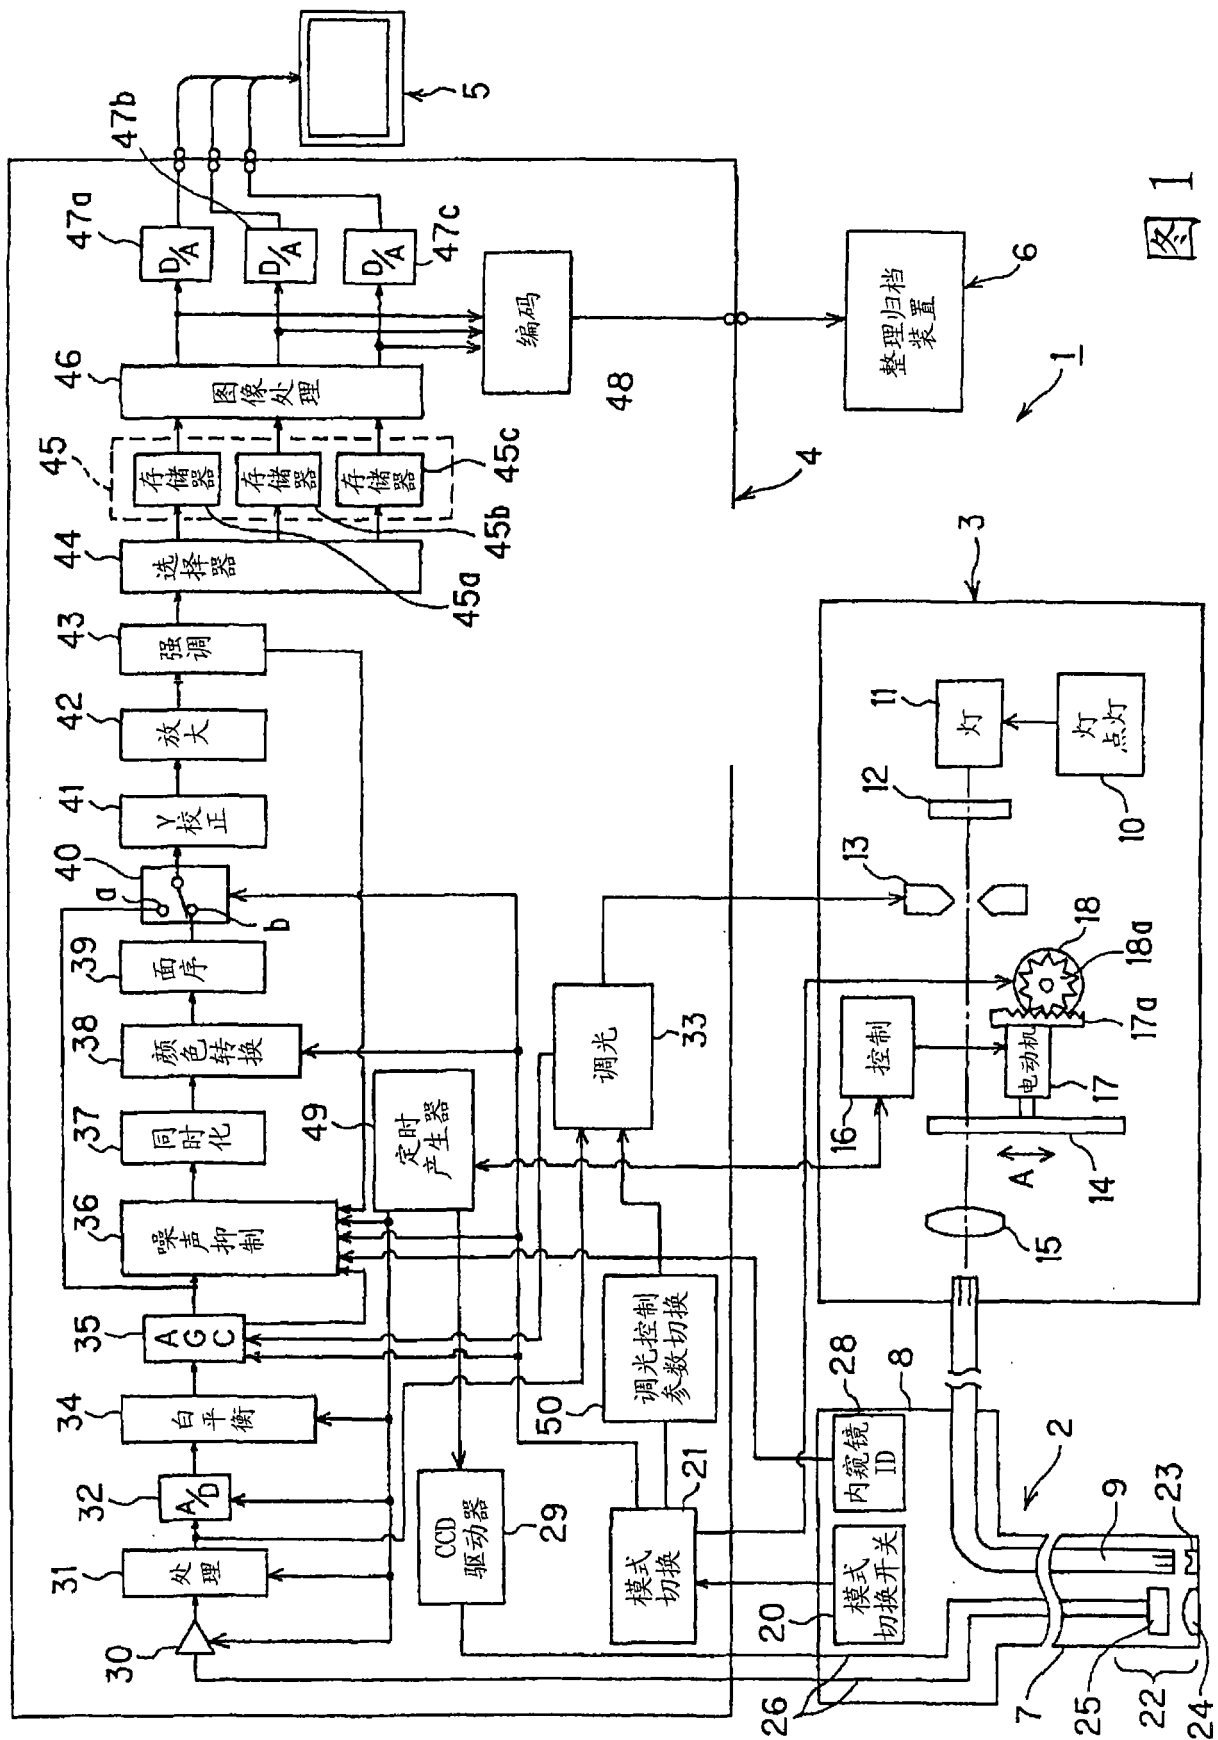 30
31
处理
32
A/D
34
白平衡
35
AGC
36
噪声抑制
37
同时化
38
颜色转换
39
面序
40
a
b
41
γ校正
42
放大
43
强调
44
选择器
45
存储器
存储器
存储器
45a
45b
45c
46
图像处理
47a
D/A
47b
D/A
47c
D/A
5
CCD
驱动器
29
49
定时
产生器
33
调光
50
调光控制
参数切换
21
模式
切换
48
编码
4
6
整理归档
装置
1
20
模式
切换开关
28
内窥镜
ID
8
2
26
7
9
23
25
22
24
3
16
控制
15
14
A
电动机
17
17a
18
18a
13
12
11
灯
10
灯
点灯
图 1